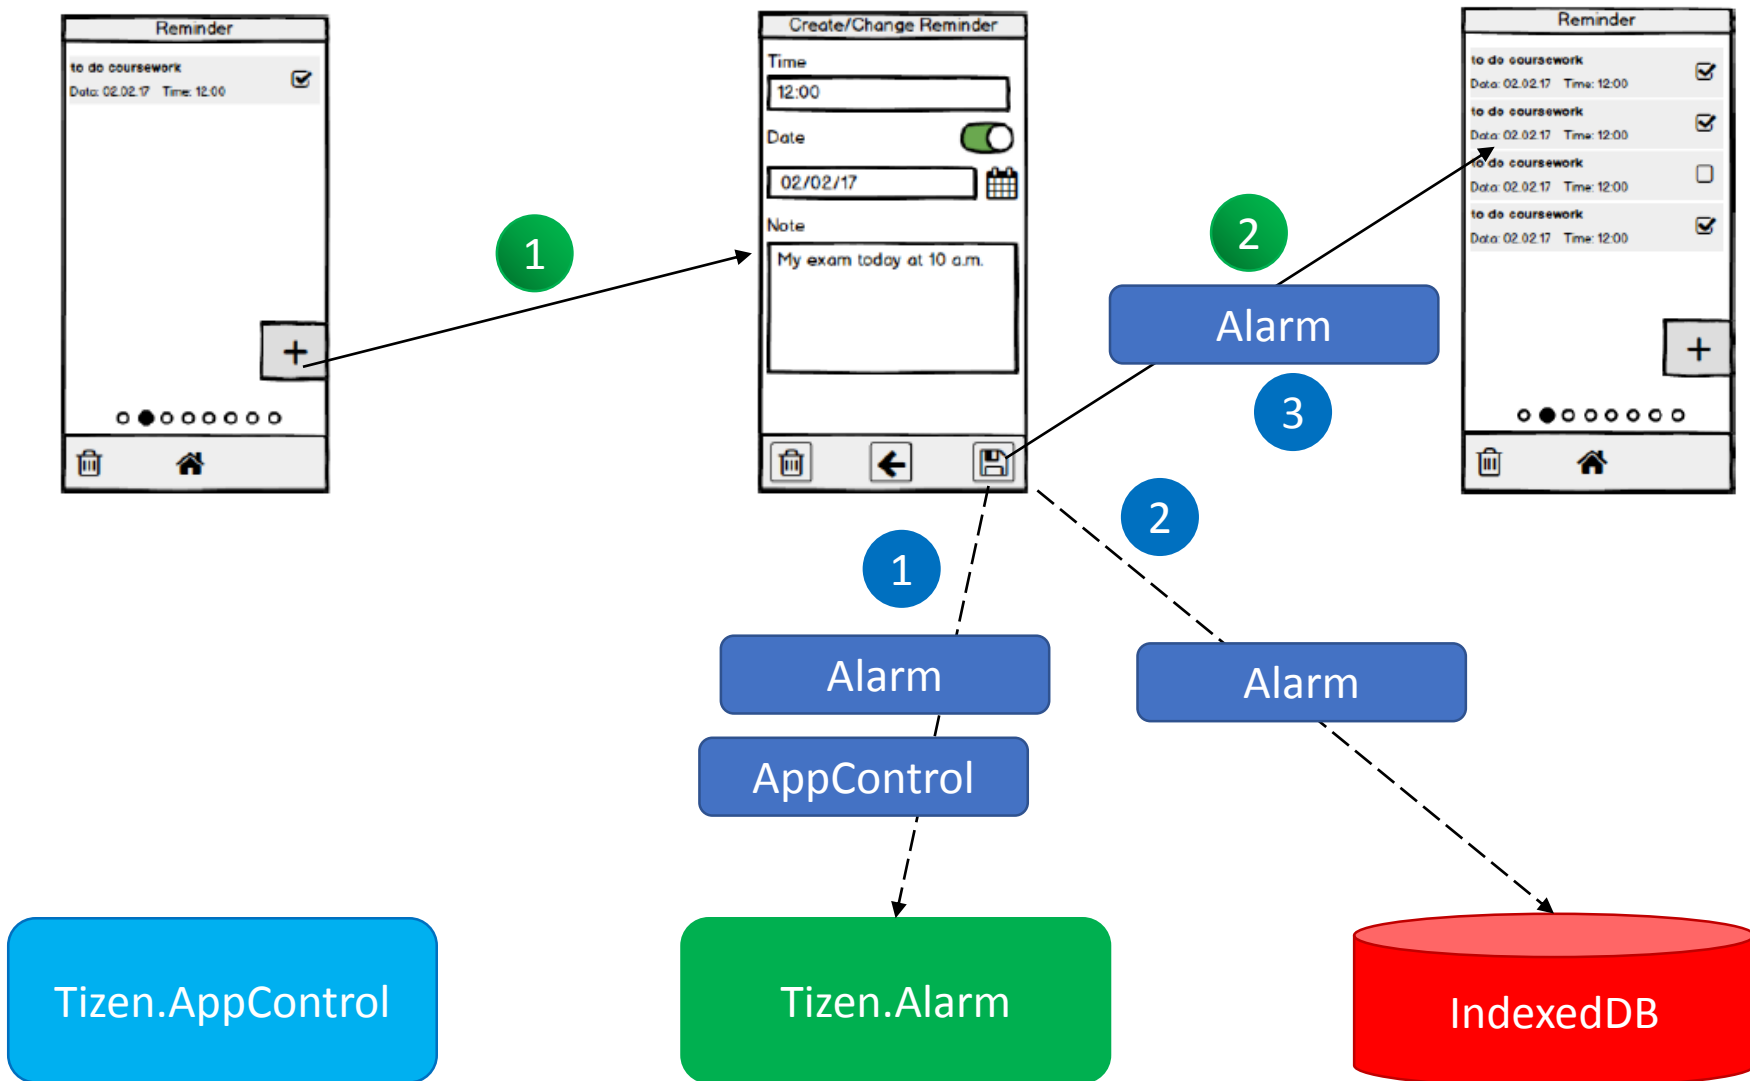 Reminder
to do coursework
Data: 02.02.17 Time: 12:00
+
Create/Change Reminder
Time
12:00
Date
02/02/17
Note
My exam today at 10 a.m.
Reminder
to do coursework
Data: 02.02.17 Time: 12:00
to do coursework
Data: 02.02.17 Time: 12:00
to do coursework
Data: 02.02.17 Time: 12:00
to do coursework
Data: 02.02.17 Time: 12:00
+
1
2
Alarm
3
1
2
Alarm
AppControl
Alarm
Tizen.AppControl
Tizen.Alarm
IndexedDB